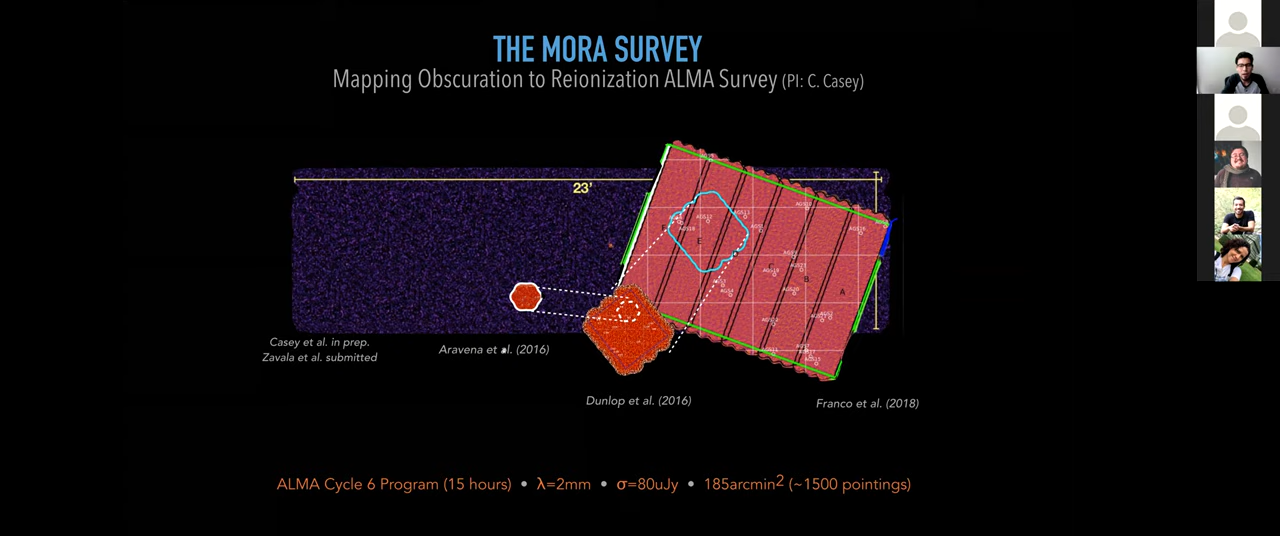 THE MORA SURVEY
Mapping Obscuration to Reionization ALMA Survey (PI: C. Casey)
23'
E
C
B
A
Casey et al. in prep.
Zavala et al. submitted
Aravena et al. (2016)
Dunlop et al. (2016)
Franco et al. (2018)
ALMA Cycle 6 Program (15 hours) • λ=2mm • σ=80uJy • 185arcmin2 (~1500 pointings)